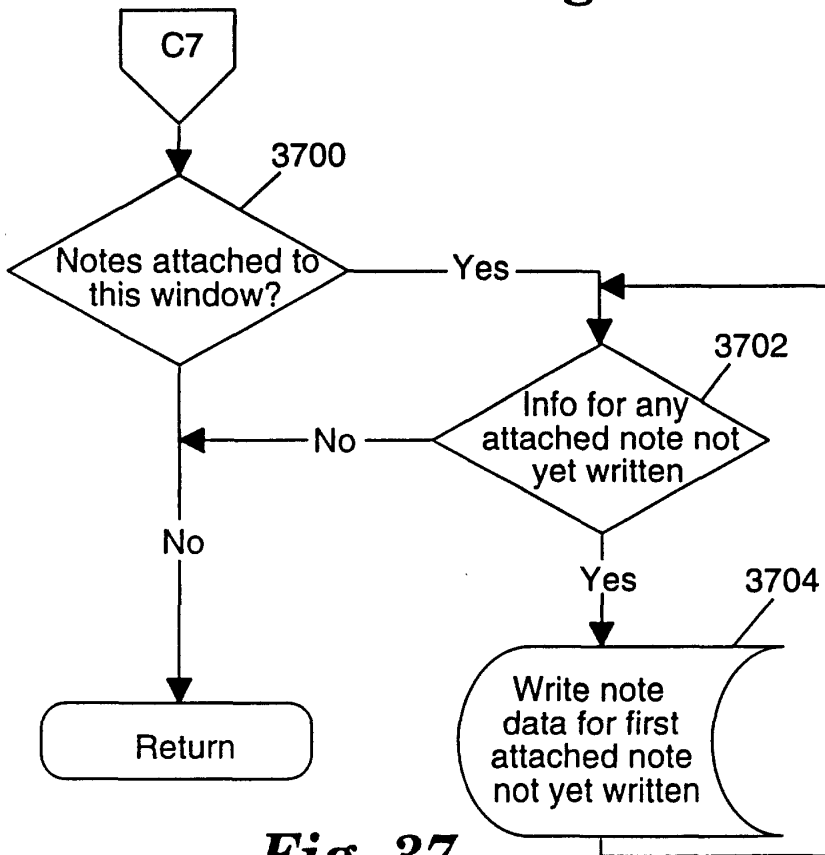 C7
3700
Notes attached to
this window?
Yes
3702
Info for any
attached note not
yet written
No
No
Yes
3704
Write note
data for first
attached note
not yet written
Return
Fig. 37